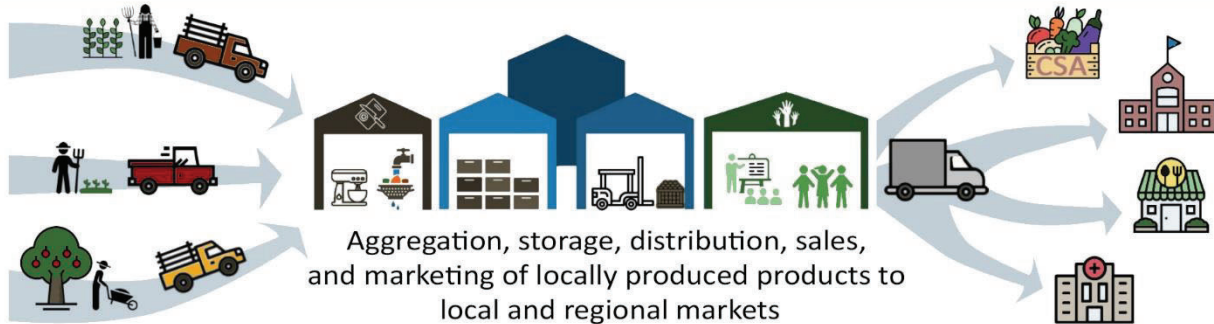 CSA
Aggregation, storage, distribution, sales,
and marketing of locally produced products to
local and regional markets